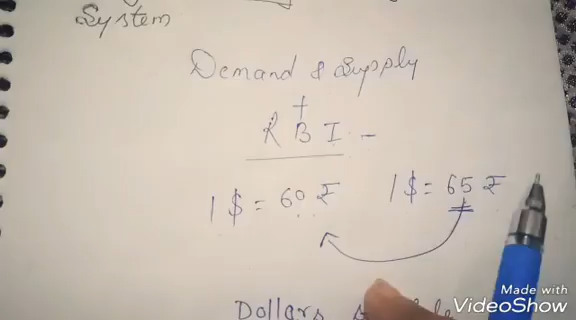 System
Demand & Supply
+
RBI -
1$ = 60 ₹ 1$ = 65 ₹
Dollars
Made with
VideoShow